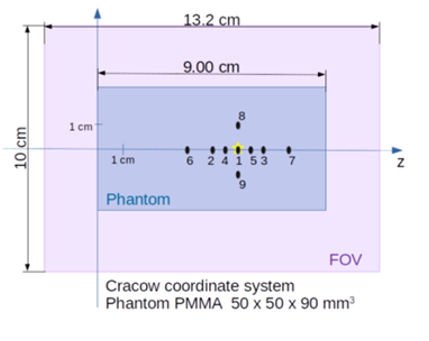 13.2 cm
9.00 cm
10 cm
1 cm
1 cm
8
6 2 4 1 5 3 7
9
z
Phantom
FOV
Cracow coordinate system
Phantom PMMA 50 x 50 x 90 mm³